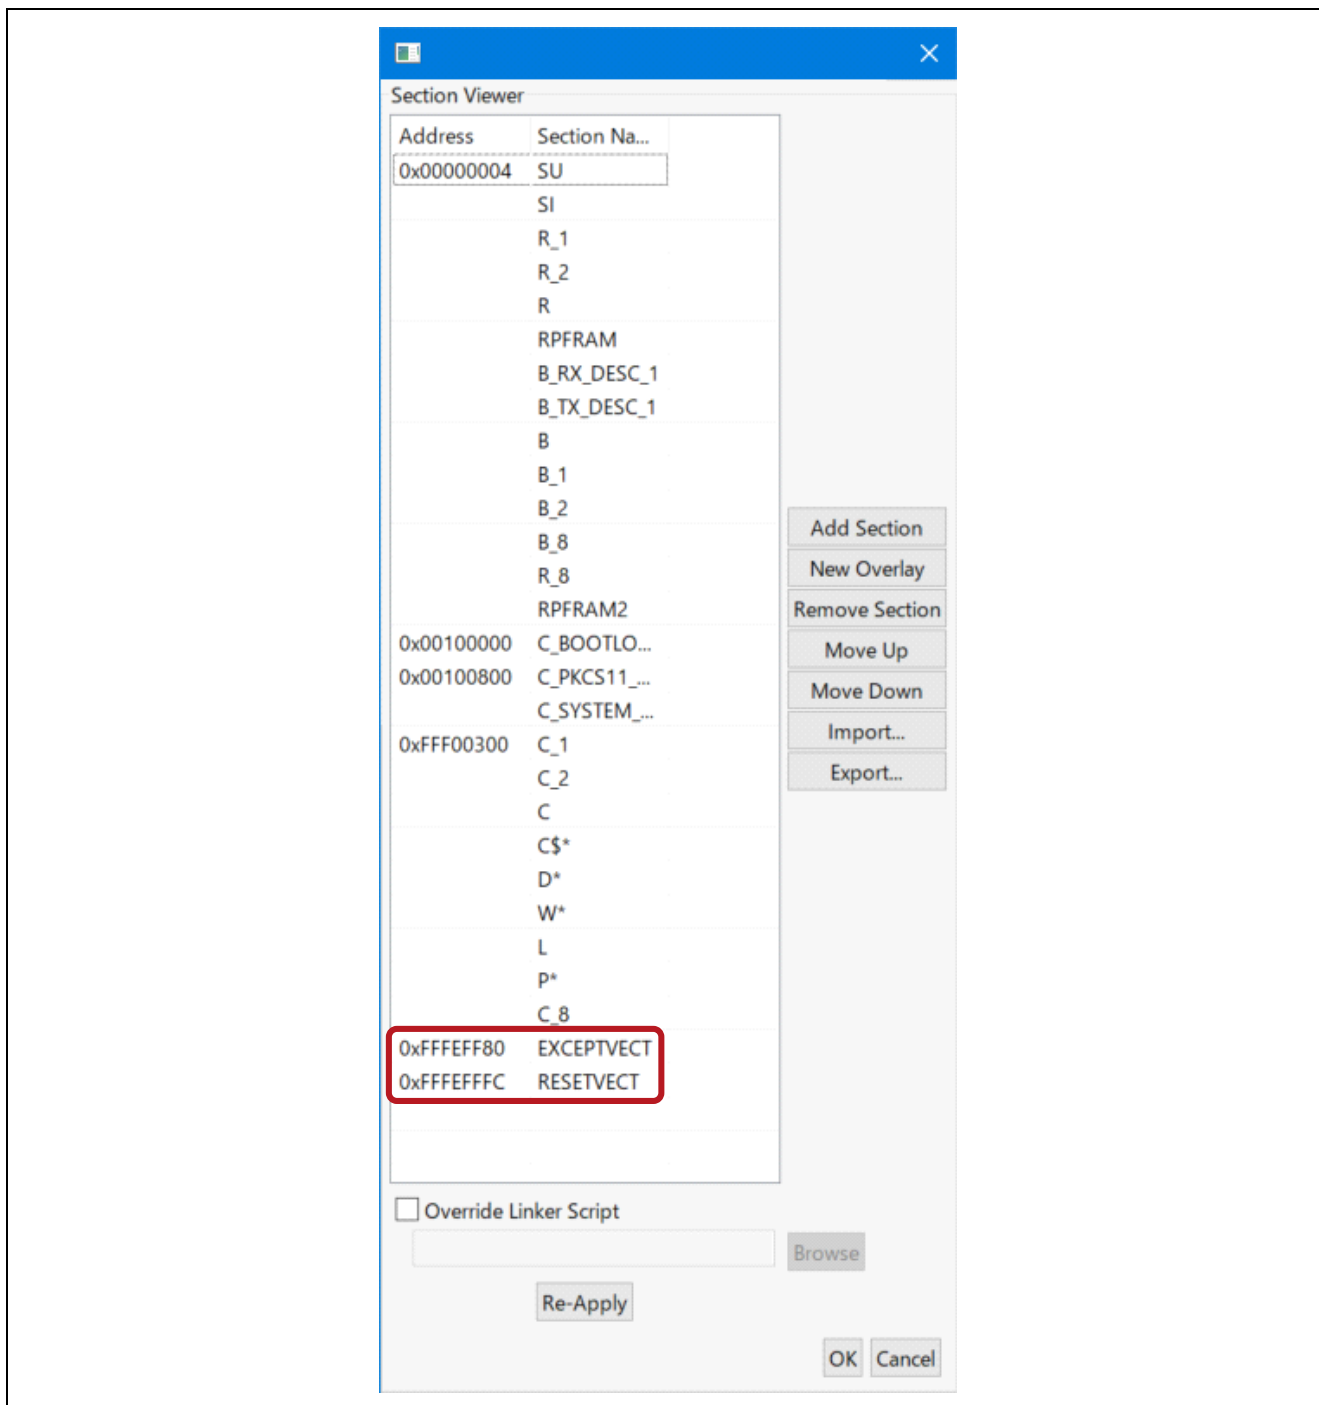 Section Viewer
Address Section Na...
0x00000004 SU
SI
R_1
R_2
R
RPFRAM
B_RX_DESC_1
B_TX_DESC_1
B
B_1
B_2
B_8
R_8
RPFRAM2
0x00100000 C_BOOTLO...
0x00100800 C_PKCS11_...
C_SYSTEM_...
0xFFF00300 C_1
C_2
C
C$*
D*
W*
L
P*
C_8
0xFFFEFF80 EXCEPTVECT
0xFFFEFFFC RESETVECT
Add Section
New Overlay
Remove Section
Move Up
Move Down
Import...
Export...
Override Linker Script
Browse
Re-Apply
OK Cancel